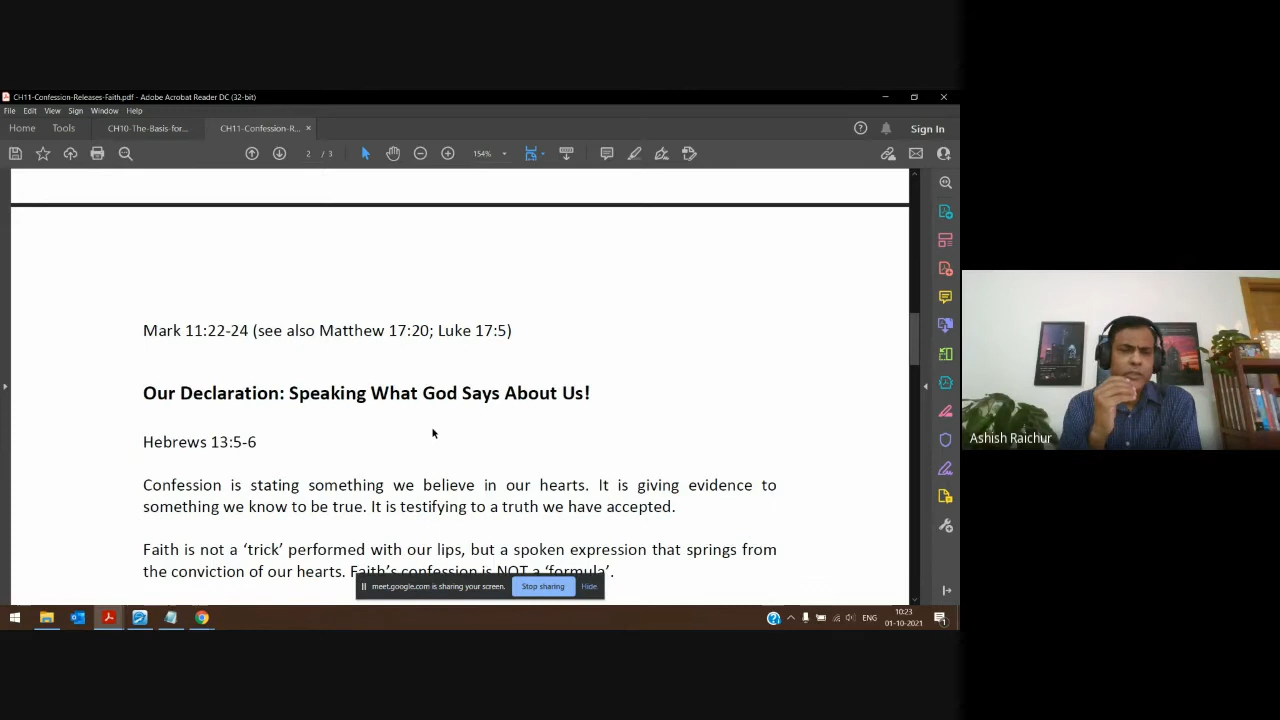 CH11-Confession-Releases-Faith.pdf - Adobe Acrobat Reader DC (32-bit)
File Edit View Sign Window Help
Home Tools CH10-The-Basis-for... CH11-Confession-R... × Sign In
2 / 3 154%
Mark 11:22-24 (see also Matthew 17:20; Luke 17:5)
Our Declaration: Speaking What God Says About Us!
Hebrews 13:5-6
Confession is stating something we believe in our hearts. It is giving evidence to
something we know to be true. It is testifying to a truth we have accepted.
Faith is not a ‘trick’ performed with our lips, but a spoken expression that springs from
the conviction of our hearts. Faith’s confession is NOT a ‘formula’.
meet.google.com is sharing your screen. Stop sharing Hide
ENG 10:23
01-10-2021
Ashish Raichur